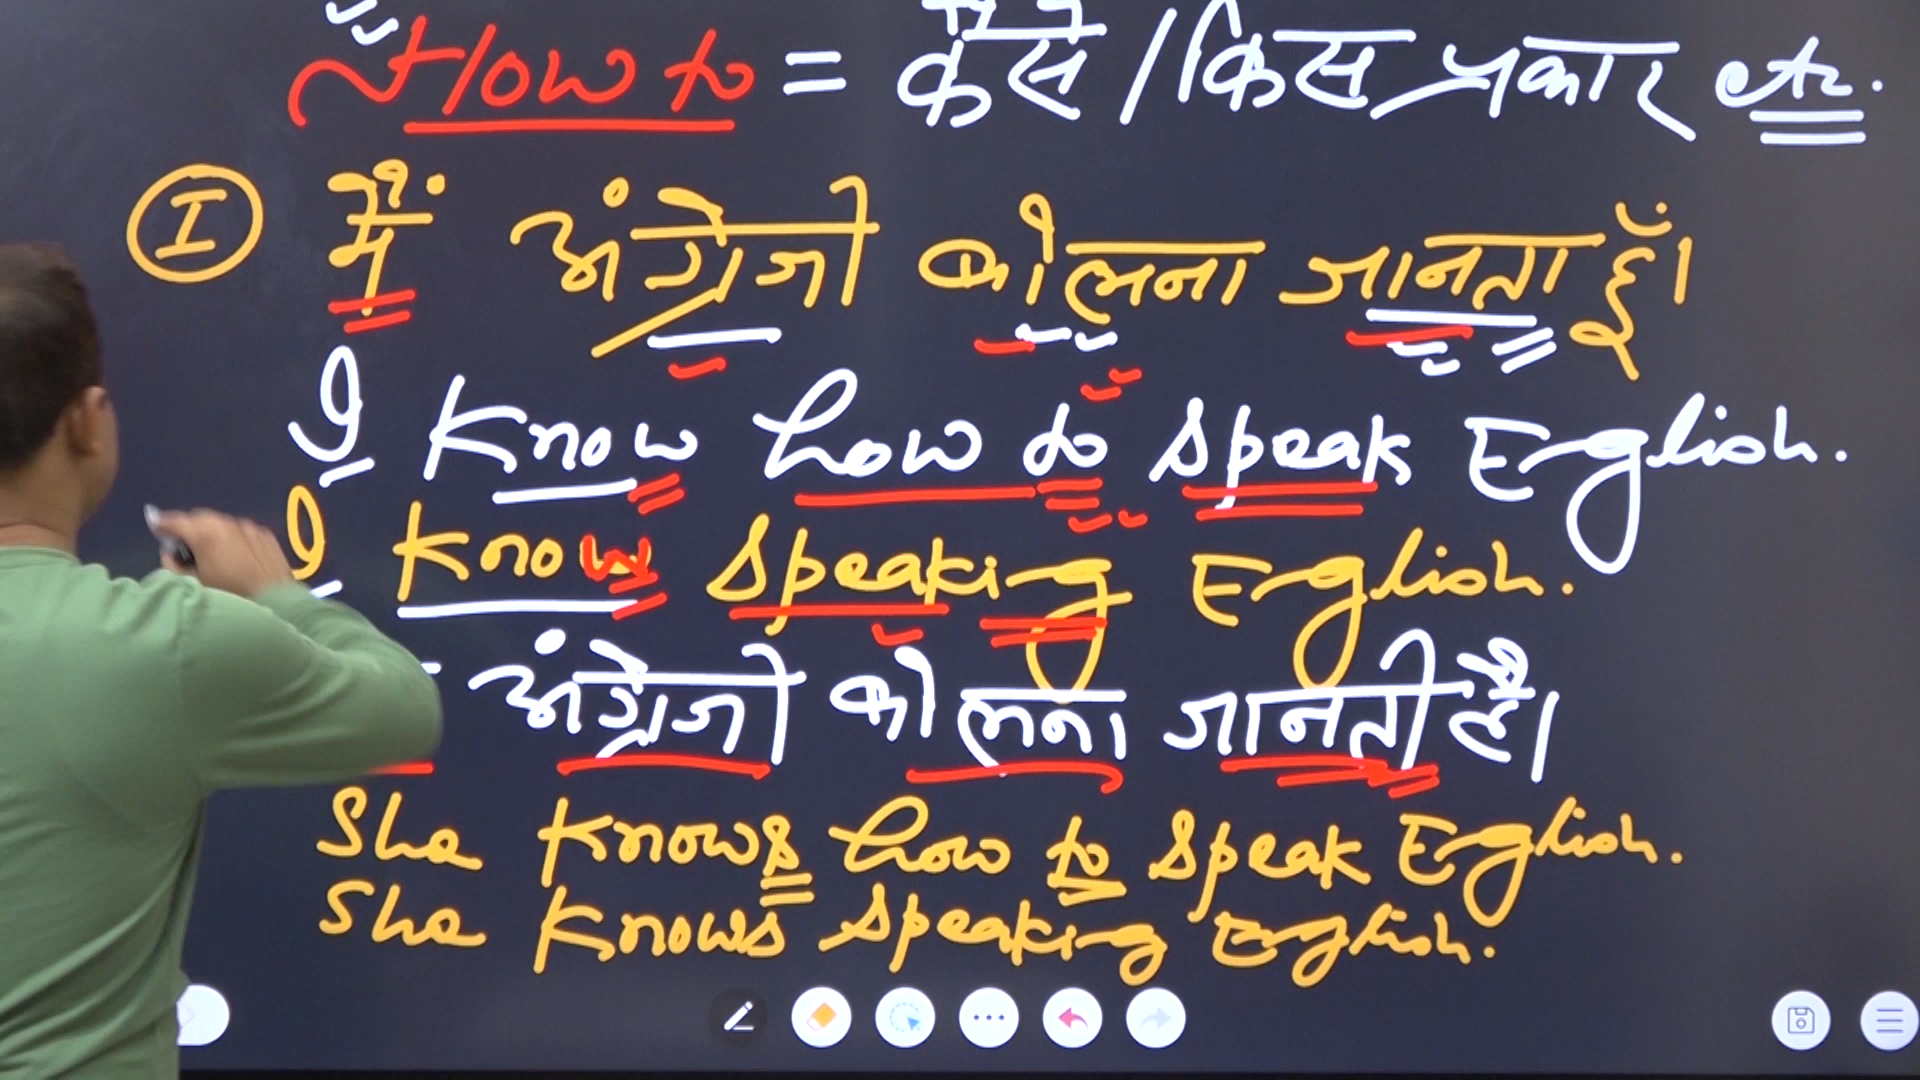 How to = कैसे / किस प्रकार etc.
I मैं अंग्रेजी बोलना जानता हूँ।
I know how to speak English.
I know speaking English.
अंग्रेजी बोलना जानती है।
She knows how to speak English.
She knows speaking English.